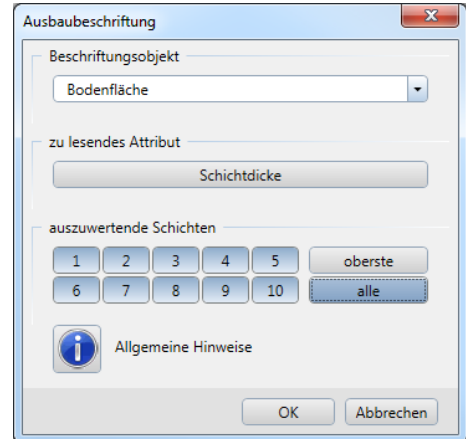 Ausbaubeschriftung
Beschriftungsobjekt
Bodenfläche
zu lesendes Attribut
Schichtdicke
auszuwertende Schichten
1 2 3 4 5 oberste
6 7 8 9 10 alle
Allgemeine Hinweise
OK Abbrechen